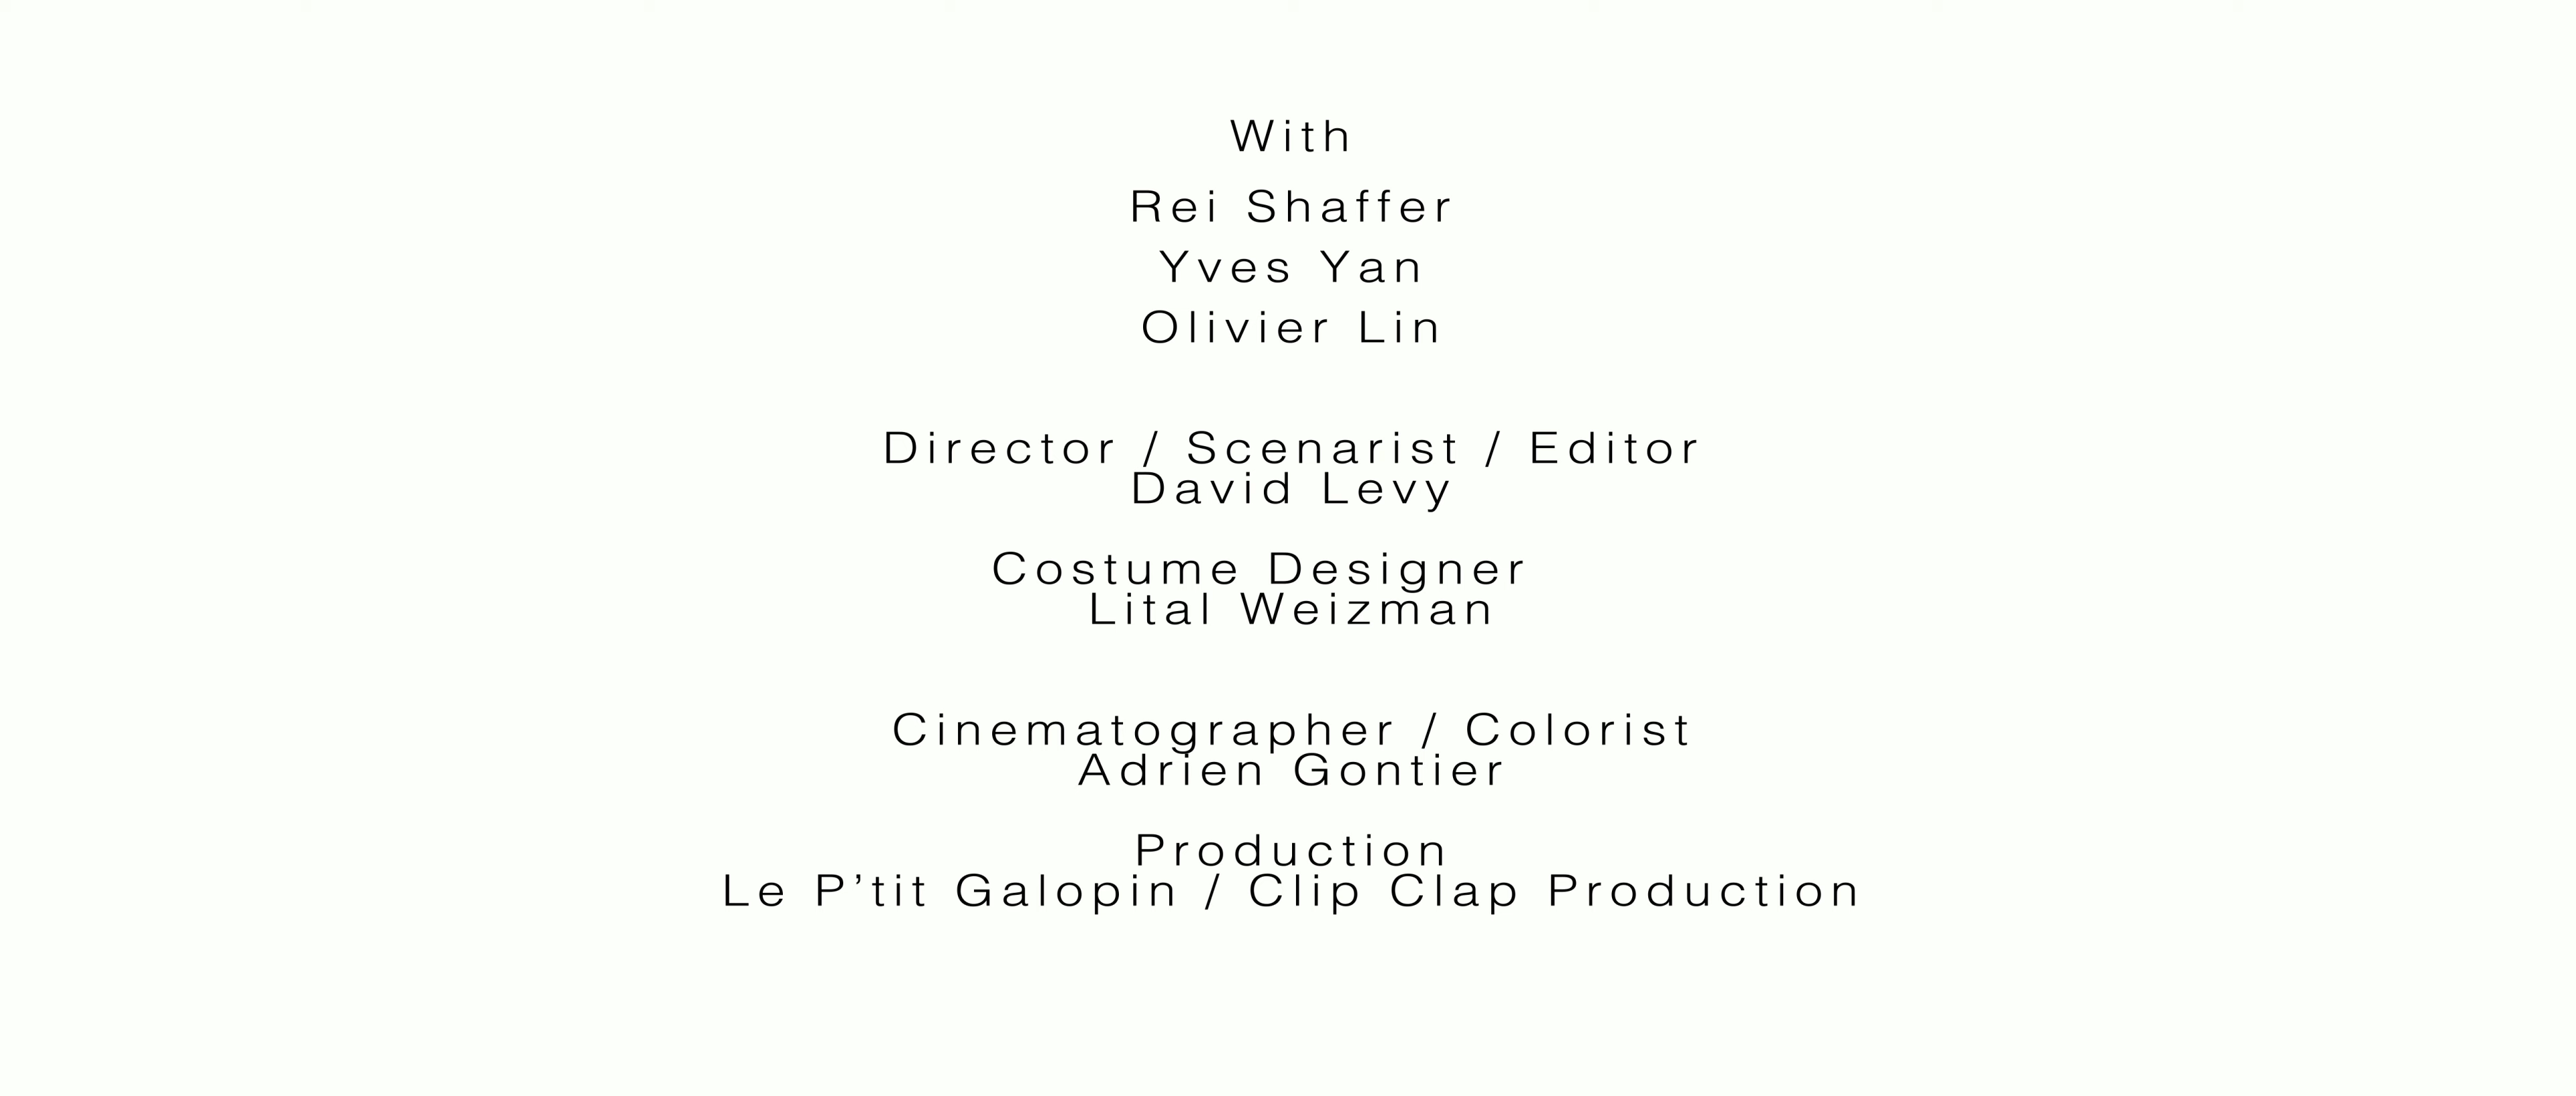 With
Rei Shaffer
Yves Yan
Olivier Lin
Director / Scenarist / Editor
David Levy
Costume Designer
Lital Weizman
Cinematographer / Colorist
Adrien Gontier
Production
Le P’tit Galopin / Clip Clap Production